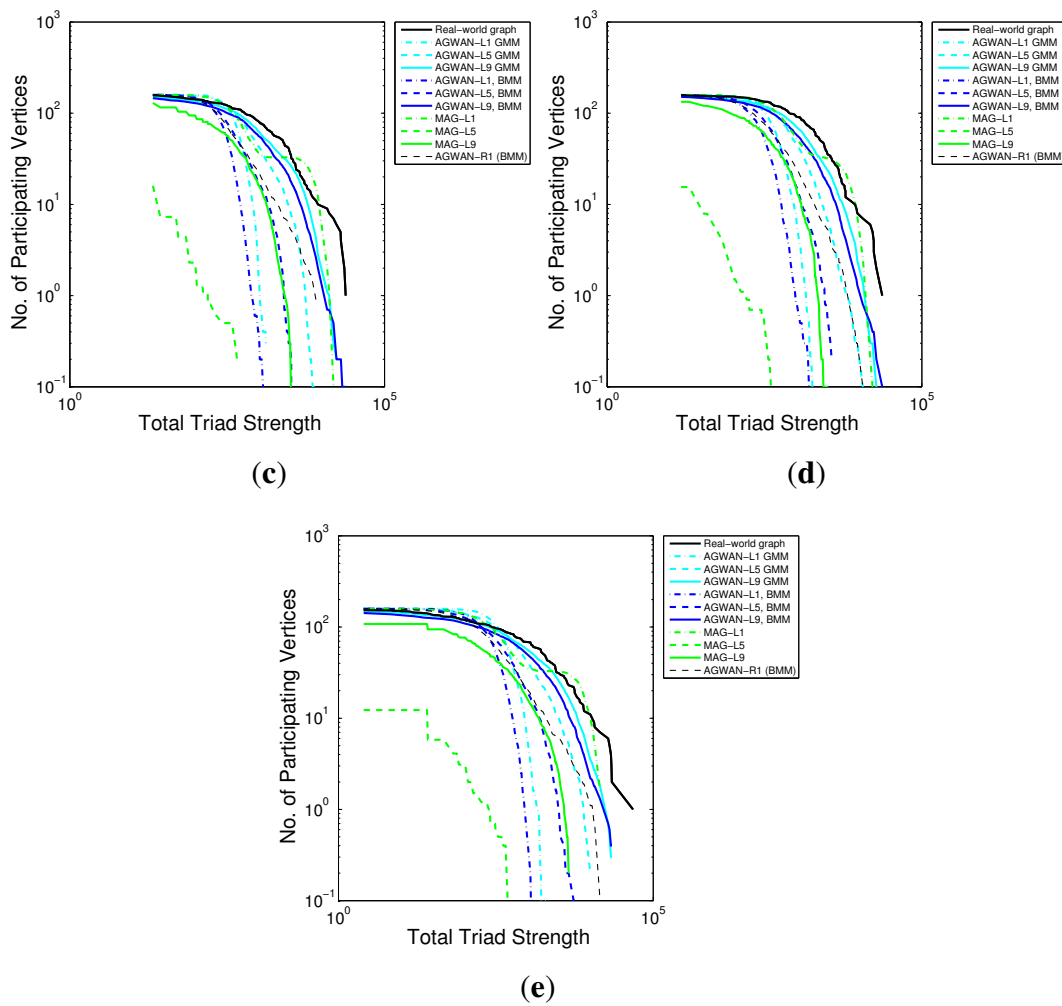 10^3
10^2
10^1
10^0
10^-1
No. of Participating Vertices
10^0
10^5
Total Triad Strength
Real-world graph
AGWAN-L1 GMM
AGWAN-L5 GMM
AGWAN-L9 GMM
AGWAN-L1, BMM
AGWAN-L5, BMM
AGWAN-L9, BMM
MAG-L1
MAG-L5
MAG-L9
AGWAN-R1 (BMM)
(c)
10^3
10^2
10^1
10^0
10^-1
No. of Participating Vertices
10^0
10^5
Total Triad Strength
Real-world graph
AGWAN-L1 GMM
AGWAN-L5 GMM
AGWAN-L9 GMM
AGWAN-L1, BMM
AGWAN-L5, BMM
AGWAN-L9, BMM
MAG-L1
MAG-L5
MAG-L9
AGWAN-R1 (BMM)
(d)
10^3
10^2
10^1
10^0
10^-1
No. of Participating Vertices
10^0
10^5
Total Triad Strength
Real-world graph
AGWAN-L1 GMM
AGWAN-L5 GMM
AGWAN-L9 GMM
AGWAN-L1, BMM
AGWAN-L5, BMM
AGWAN-L9, BMM
MAG-L1
MAG-L5
MAG-L9
AGWAN-R1 (BMM)
(e)